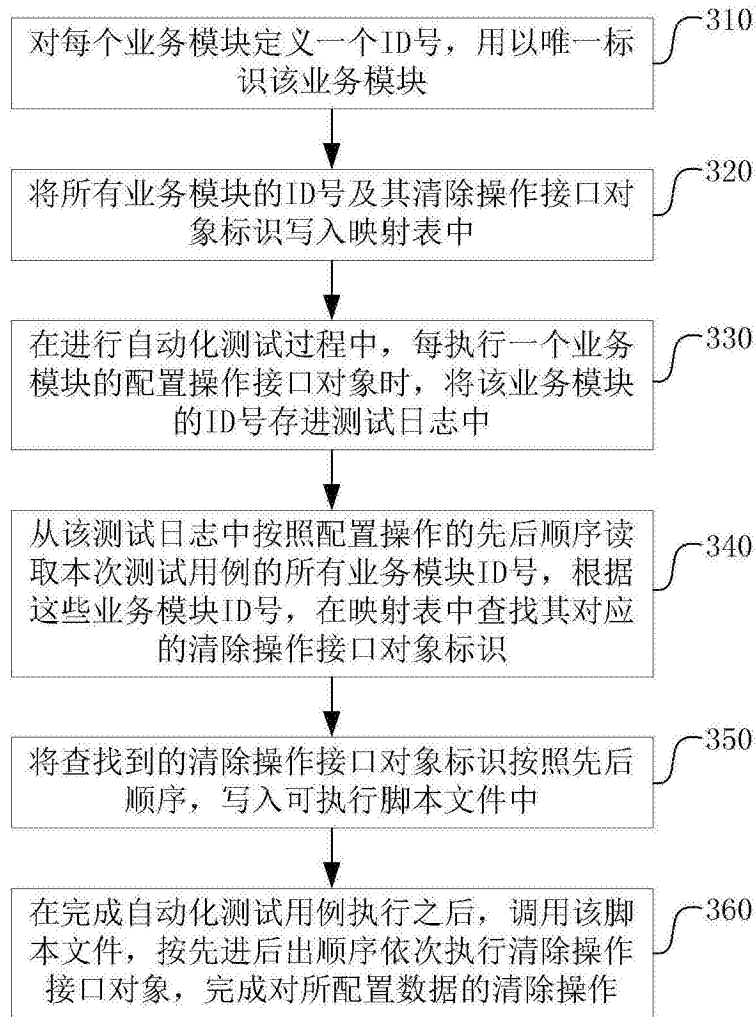 对每个业务模块定义一个ID号，用以唯一标
识该业务模块
310
将所有业务模块的ID号及其清除操作接口对
象标识写入映射表中
320
在进行自动化测试过程中，每执行一个业务
模块的配置操作接口对象时，将该业务模块
的ID号存进测试日志中
330
从该测试日志中按照配置操作的先后顺序读
取本次测试用例的所有业务模块ID号，根据
这些业务模块ID号，在映射表中查找其对应
的清除操作接口对象标识
340
将查找到的清除操作接口对象标识按照先后
顺序，写入可执行脚本文件中
350
在完成自动化测试用例执行之后，调用该脚
本文件，按先进后出顺序依次执行清除操作
接口对象，完成对所配置数据的清除操作
360